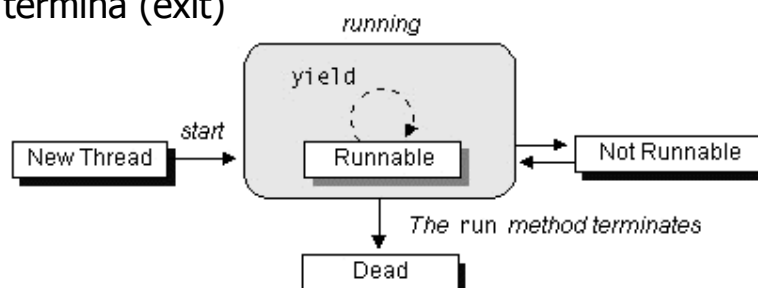 termina (exit)
running
yield
start
New Thread
Runnable
Not Runnable
The run method terminates
Dead